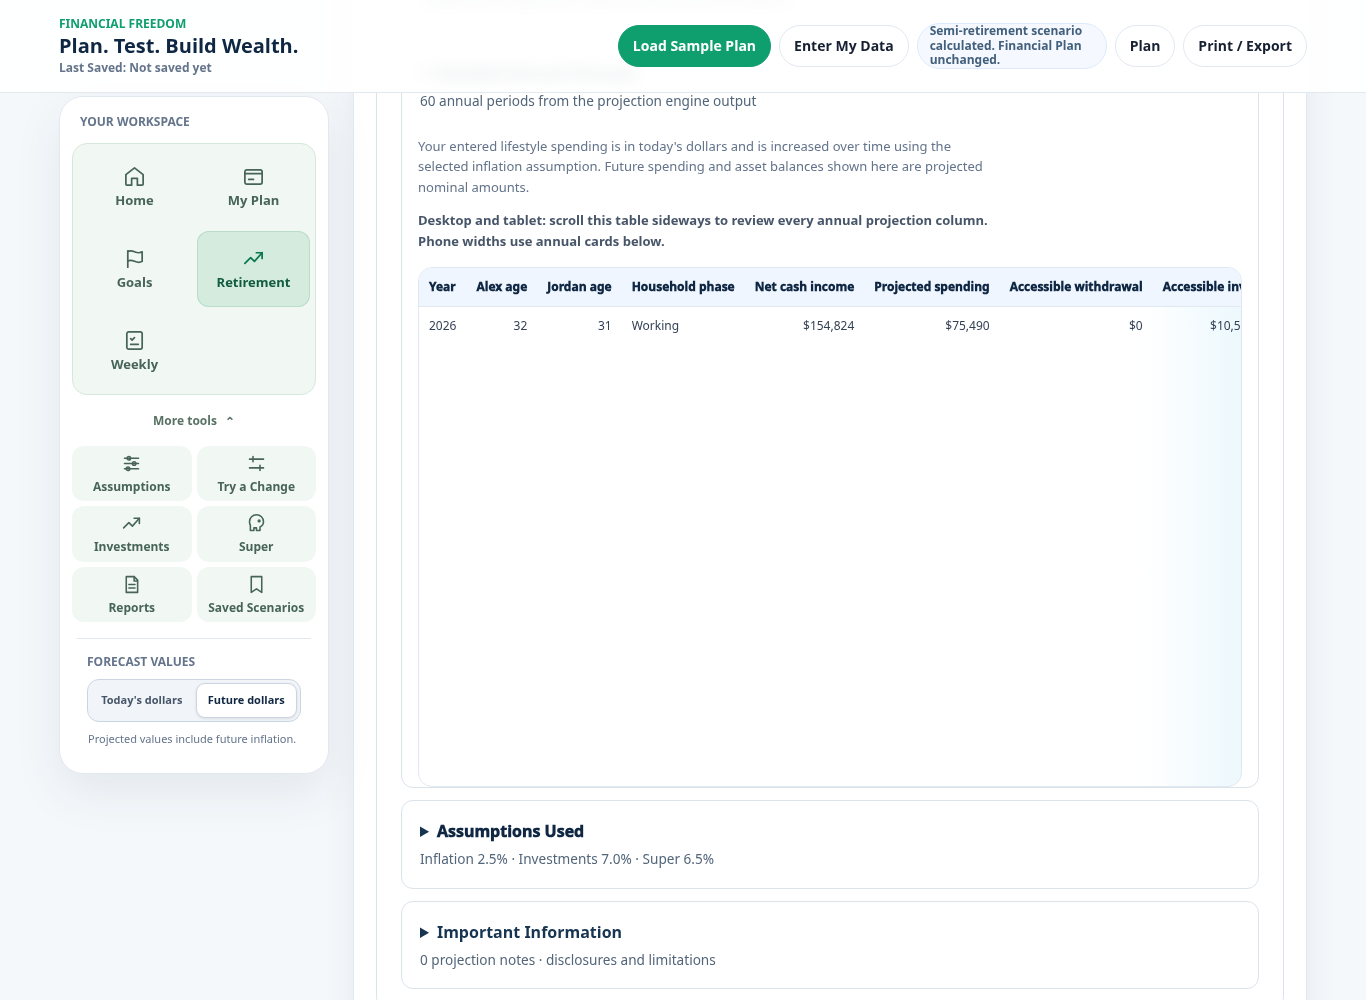 FINANCIAL FREEDOM
Plan. Test. Build Wealth.
Last Saved: Not saved yet
Load Sample Plan
Enter My Data
Semi-retirement scenario
calculated. Financial Plan
unchanged.
Plan
Print / Export
YOUR WORKSPACE
Home
My Plan
Goals
Retirement
Weekly
More tools
Assumptions
Try a Change
Investments
Super
Reports
Saved Scenarios
FORECAST VALUES
Today's dollars
Future dollars
Projected values include future inflation.
60 annual periods from the projection engine output
Your entered lifestyle spending is in today's dollars and is increased over time using the
selected inflation assumption. Future spending and asset balances shown here are projected
nominal amounts.
Desktop and tablet: scroll this table sideways to review every annual projection column.
Phone widths use annual cards below.
Year Alex age Jordan age Household phase Net cash income Projected spending Accessible withdrawal Accessible inv
2026 32 31 Working $154,824 $75,490 $0 $10,5
Assumptions Used
Inflation 2.5% · Investments 7.0% · Super 6.5%
Important Information
0 projection notes · disclosures and limitations